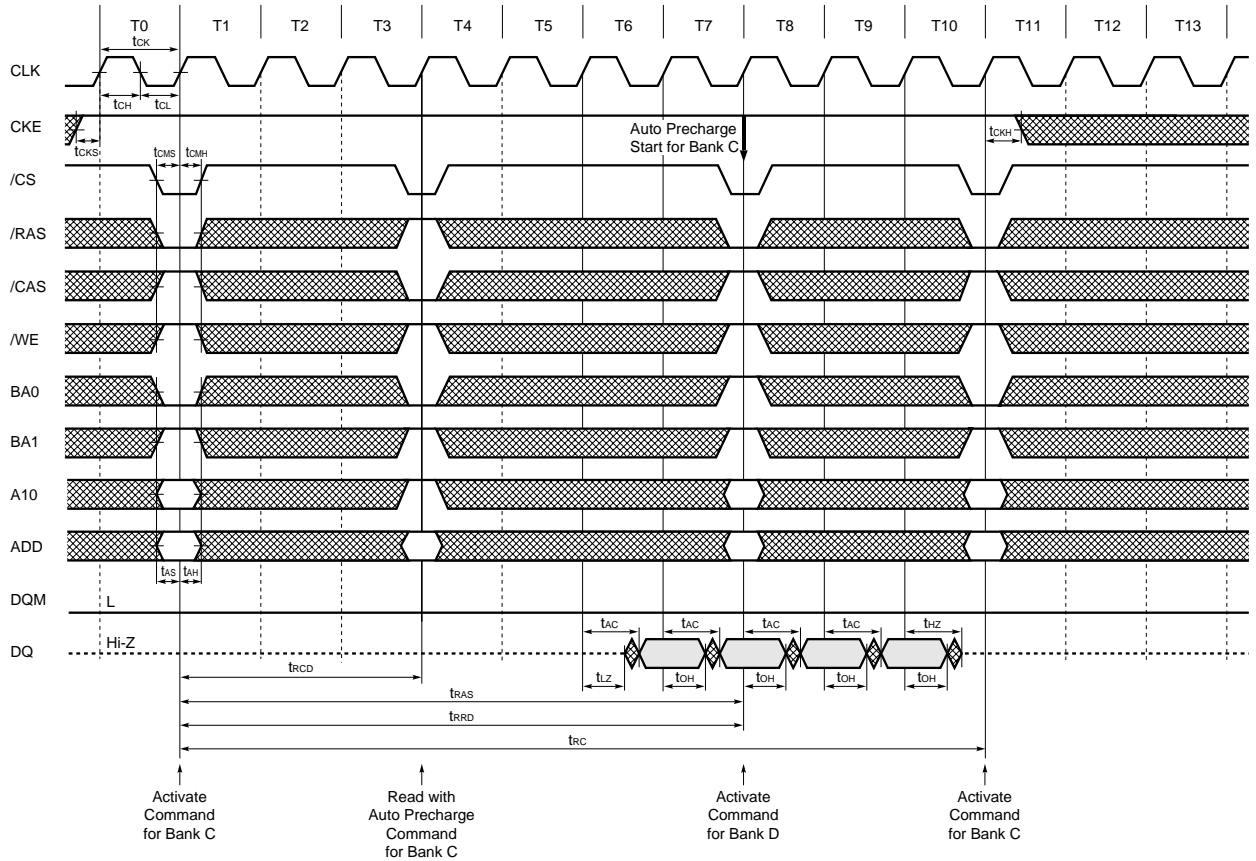 T0 T1 T2 T3 T4 T5 T6 T7 T8 T9 T10 T11 T12 T13
tCK
CLK
tCH tCL
CKE
Auto Precharge
Start for Bank C
tCKH
tCKS
tCMS tCMH
/CS
/RAS
/CAS
/WE
BA0
BA1
A10
ADD
tAS tAH
DQM
L
tAC tAC tAC tAC tHZ
Hi-Z
DQ
tRCD
tLZ tOH tOH tOH tOH
tRAS
tRRD
tRC
Activate
Command
for Bank C
Read with
Auto Precharge
Command
for Bank C
Activate
Command
for Bank D
Activate
Command
for Bank C